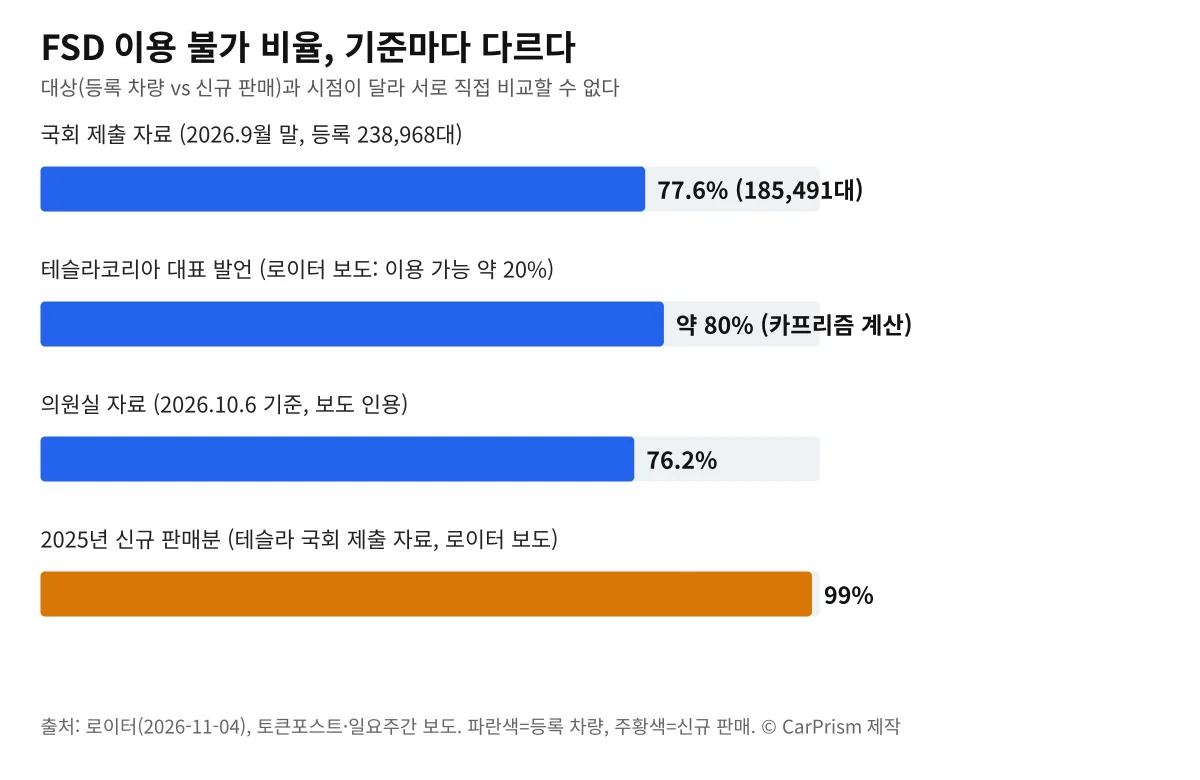 FSD 이용 불가 비율, 기준마다 다르다
대상(등록 차량 vs 신규 판매)과 시점이 달라 서로 직접 비교할 수 없다
국회 제출 자료 (2026.9월 말, 등록 238,968대)
77.6% (185,491대)
테슬라코리아 대표 발언 (로이터 보도: 이용 가능 약 20%)
약 80% (카프리즘 계산)
의원실 자료 (2026.10.6 기준, 보도 인용)
76.2%
2025년 신규 판매분 (테슬라 국회 제출 자료, 로이터 보도)
99%
출처: 로이터(2026-11-04), 토큰포스트·일요주간 보도. 파란색=등록 차량, 주황색=신규 판매. © CarPrism 제작